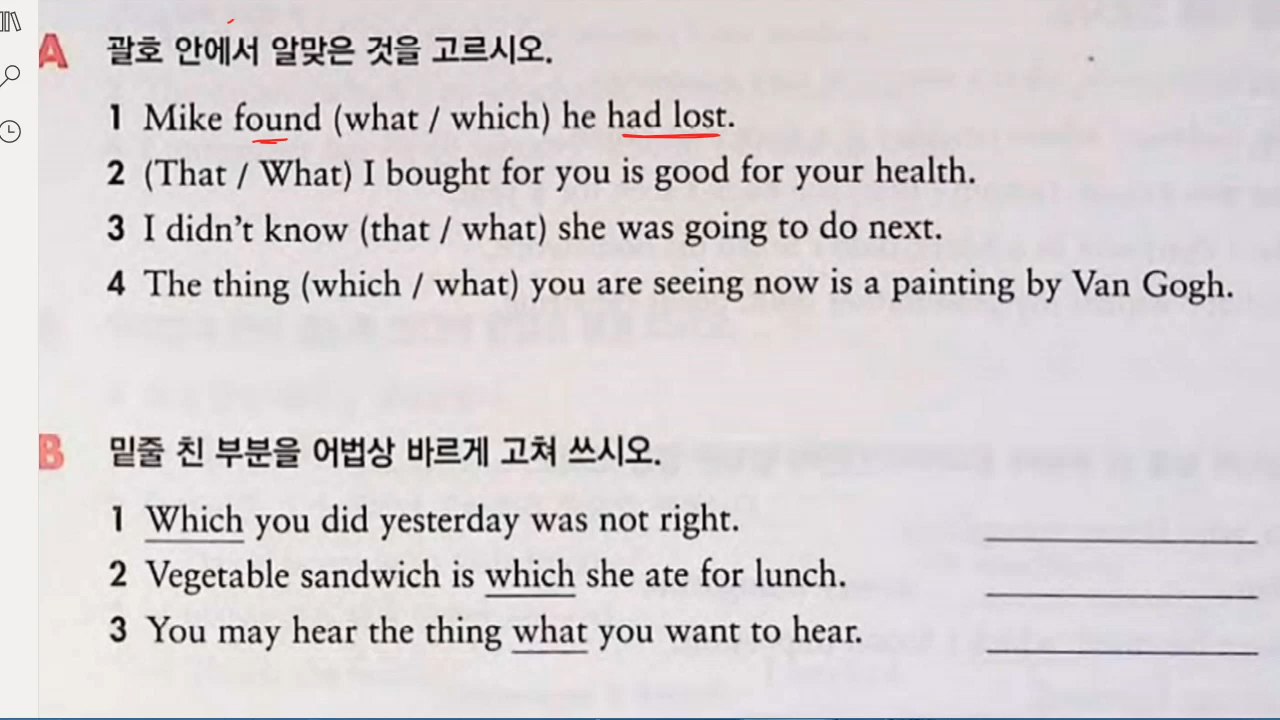 A 괄호 안에서 알맞은 것을 고르시오.
1 Mike found (what / which) he had lost.
2 (That / What) I bought for you is good for your health.
3 I didn't know (that / what) she was going to do next.
4 The thing (which / what) you are seeing now is a painting by Van Gogh.
B 밑줄 친 부분을 어법상 바르게 고쳐 쓰시오.
1 Which you did yesterday was not right.
2 Vegetable sandwich is which she ate for lunch.
3 You may hear the thing what you want to hear.